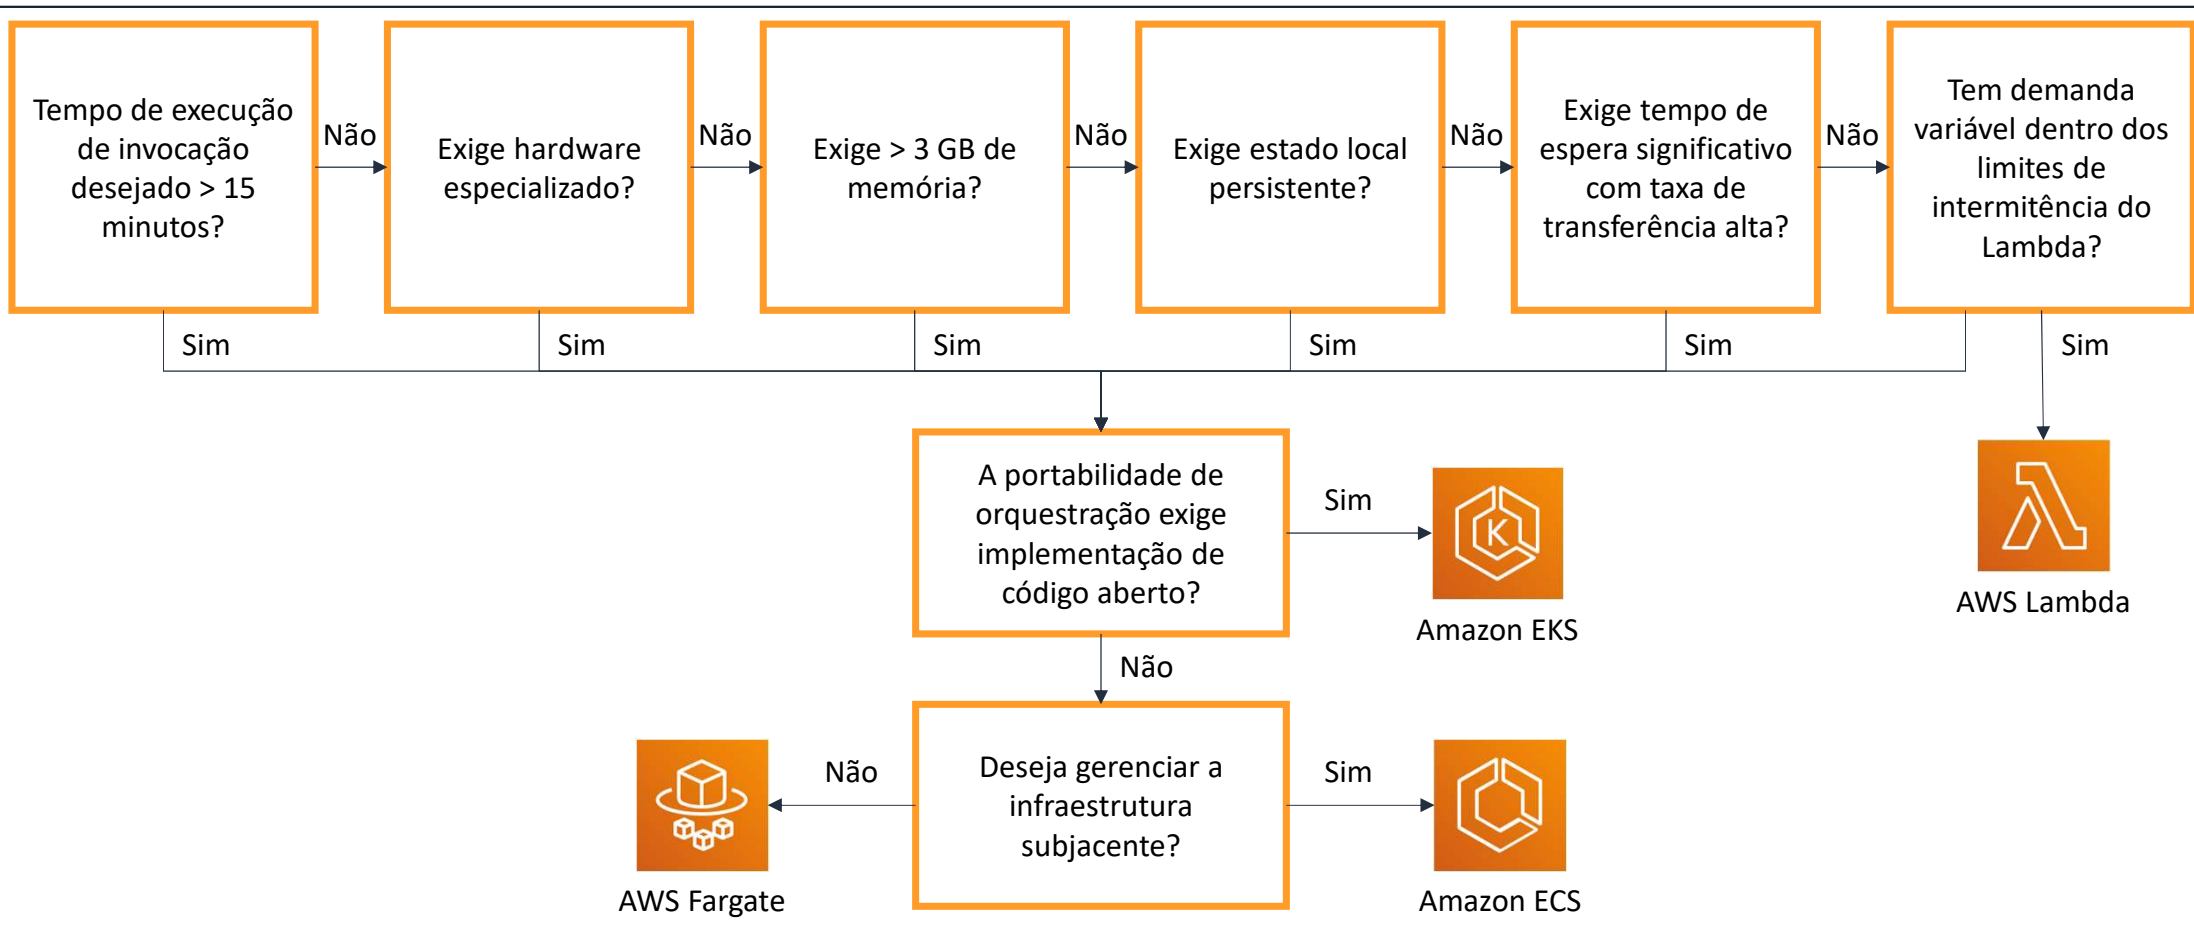 Tempo de execução
de invocação
desejado > 15
minutos?
Não
Exige hardware
especializado?
Não
Exige > 3 GB de
memória?
Não
Exige estado local
persistente?
Não
Exige tempo de
espera significativo
com taxa de
transferência alta?
Não
Tem demanda
variável dentro dos
limites de
intermitência do
Lambda?
Sim
Sim
Sim
Sim
Sim
Sim
A portabilidade de
orquestração exige
implementação de
código aberto?
Sim
K
Amazon EKS
AWS Lambda
Não
Deseja gerenciar a
infraestrutura
subjacente?
Não
AWS Fargate
Sim
Amazon ECS